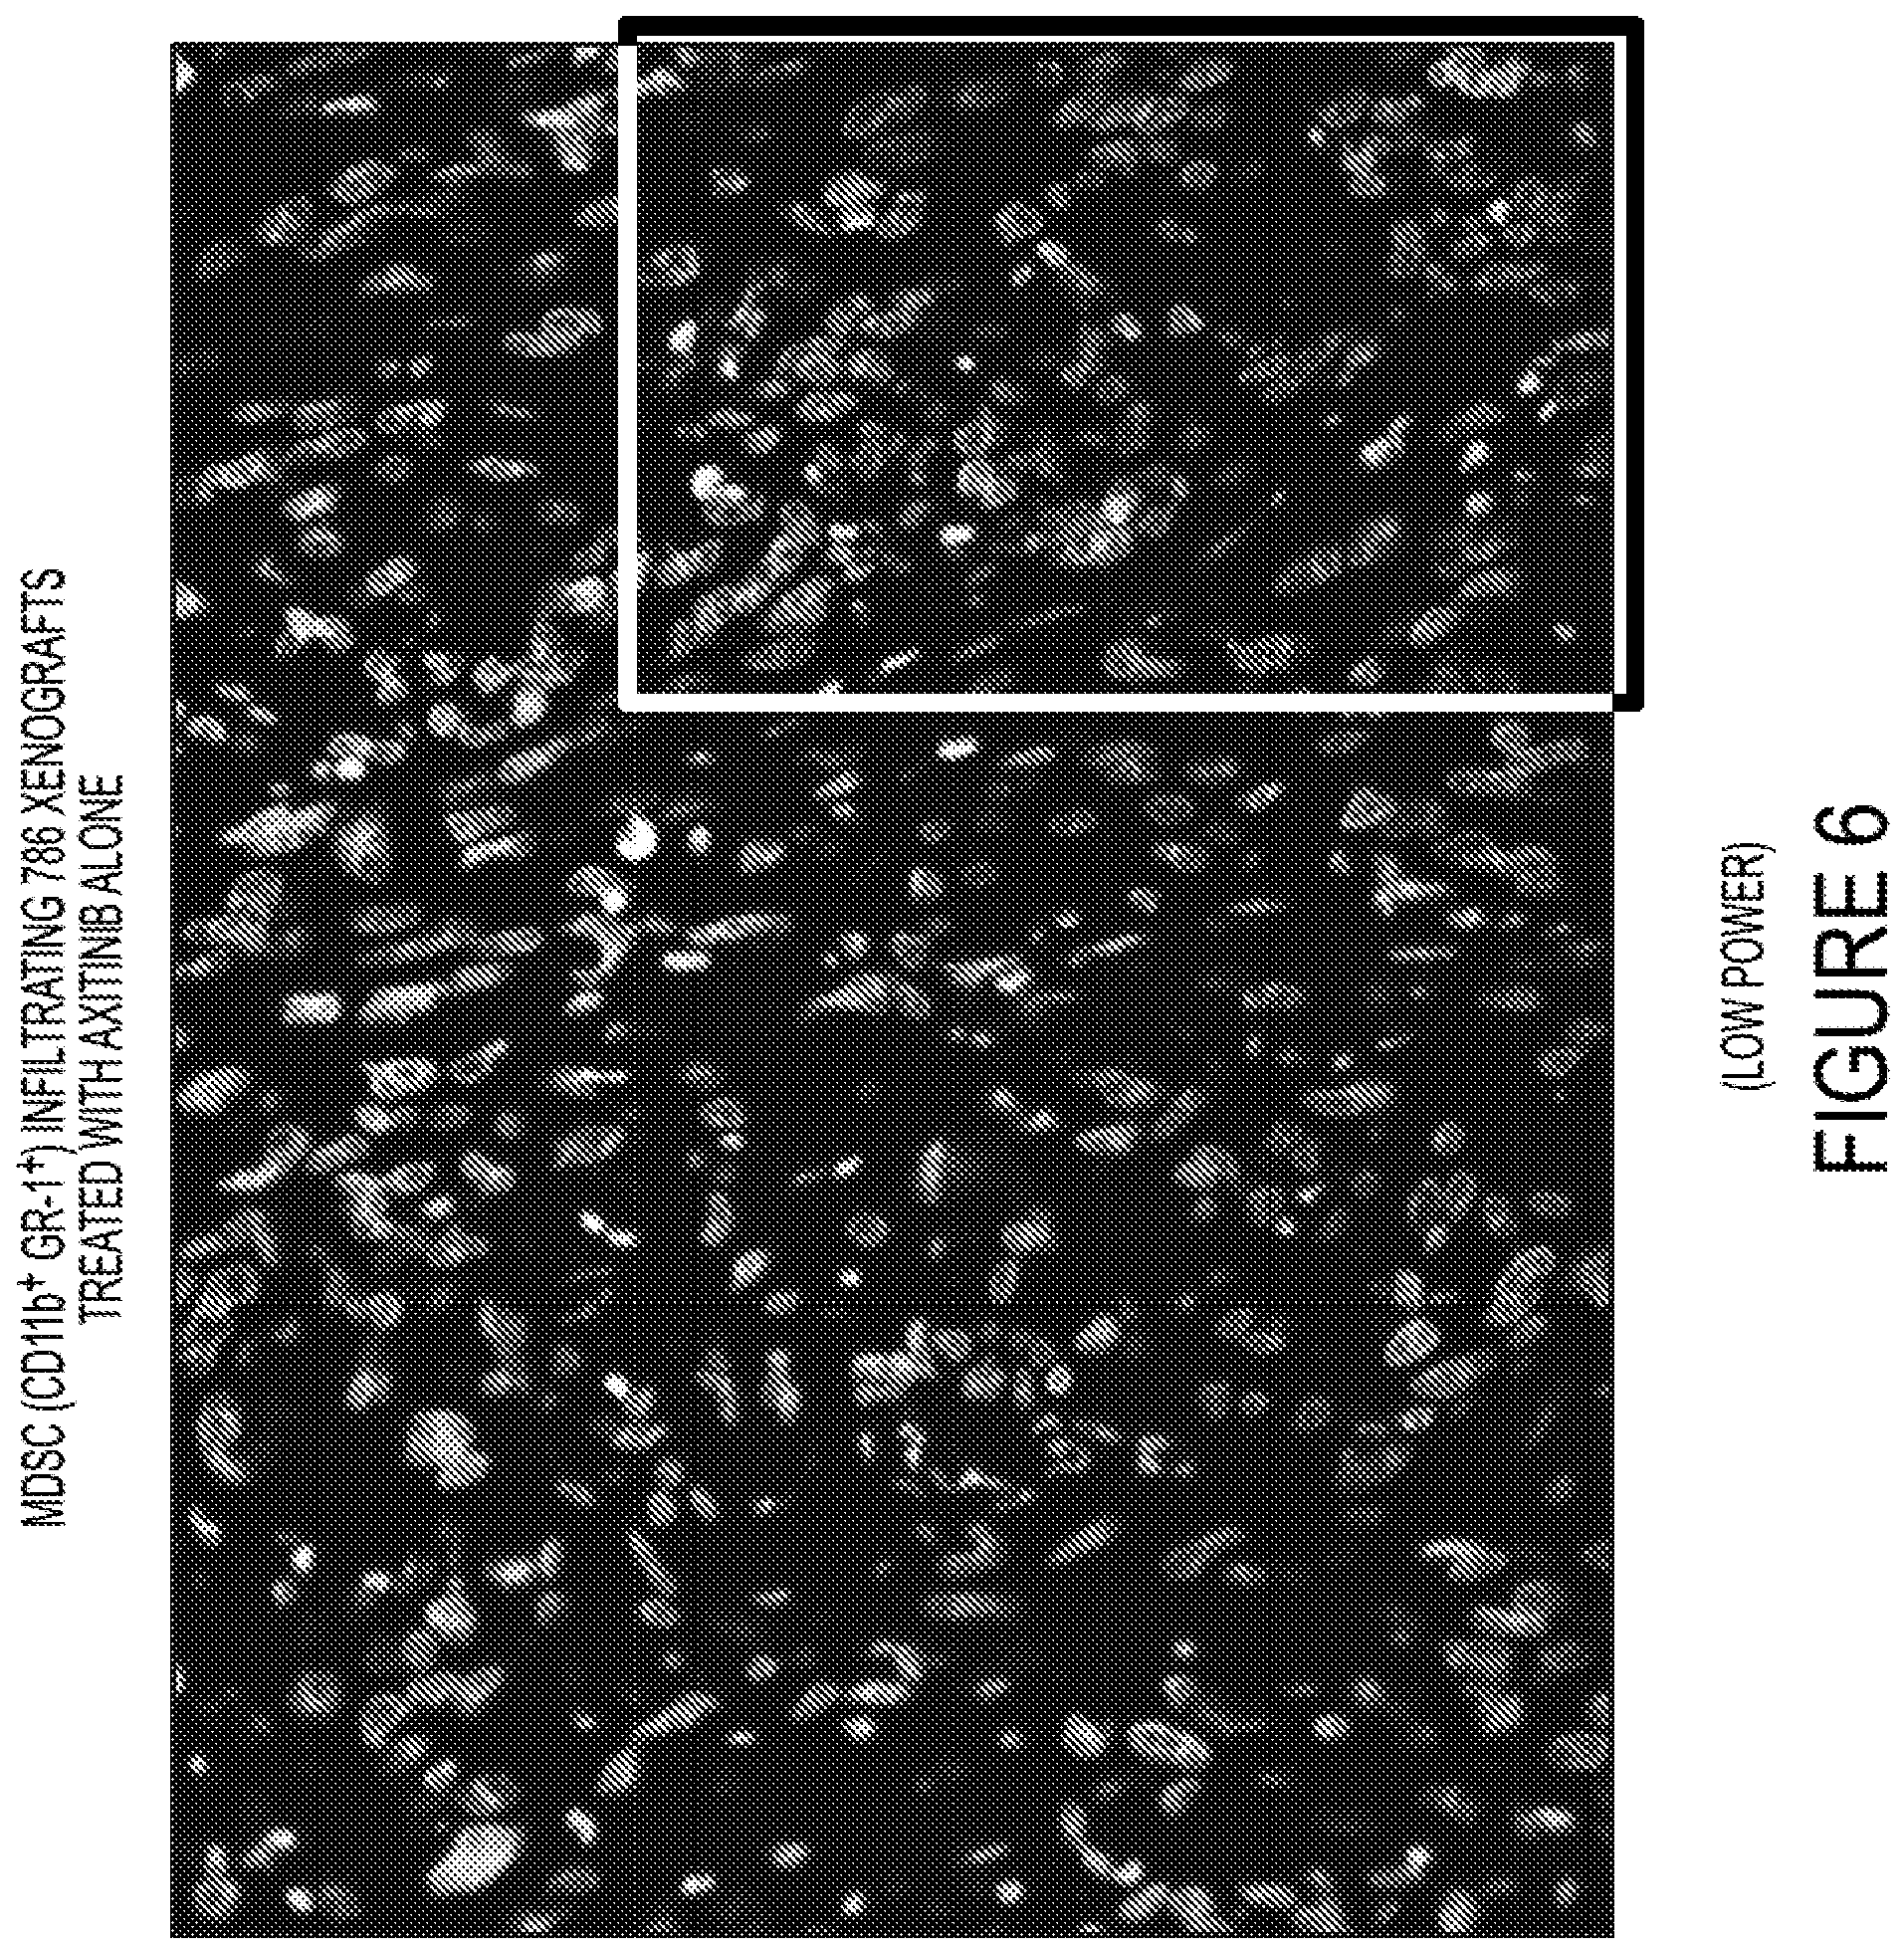 MDSC (CD11b⁺ GR-1⁺) INFILTRATING 786 XENOGRAFTS
TREATED WITH AXITINIB ALONE
(LOW POWER)
FIGURE 6